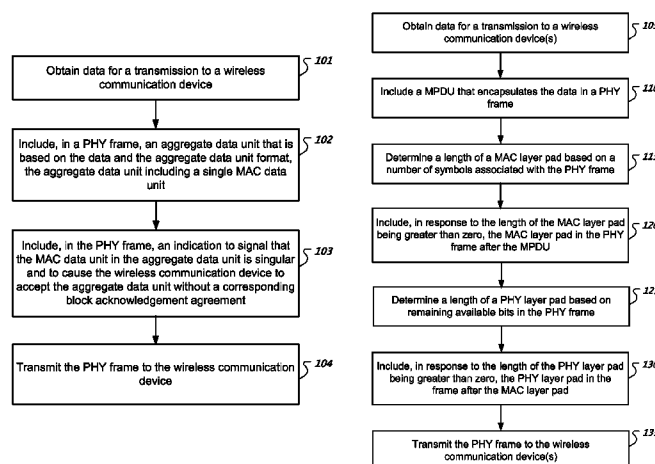 101
Obtain data for a transmission to a wireless
communication device
102
Include, in a PHY frame, an aggregate data unit that is
based on the data and the aggregate data unit format,
the aggregate data unit including a single MAC data
unit
103
Include, in the PHY frame, an indication to signal that
the MAC data unit in the aggregate data unit is singular
and to cause the wireless communication device to
accept the aggregate data unit without a corresponding
block acknowledgement agreement
104
Transmit the PHY frame to the wireless communication
device
Obtain data for a transmission to a wireless
communication device(s)
Include a MPDU that encapsulates the data in a PHY
frame
Determine a length of a MAC layer pad based on a
number of symbols associated with the PHY frame
Include, in response to the length of the MAC layer pad
being greater than zero, the MAC layer pad in the PHY
frame after the MPDU
Determine a length of a PHY layer pad based on
remaining available bits in the PHY frame
Include, in response to the length of the PHY layer pad
being greater than zero, the PHY layer pad in the
frame after the MAC layer pad
Transmit the PHY frame to the wireless
communication device(s)